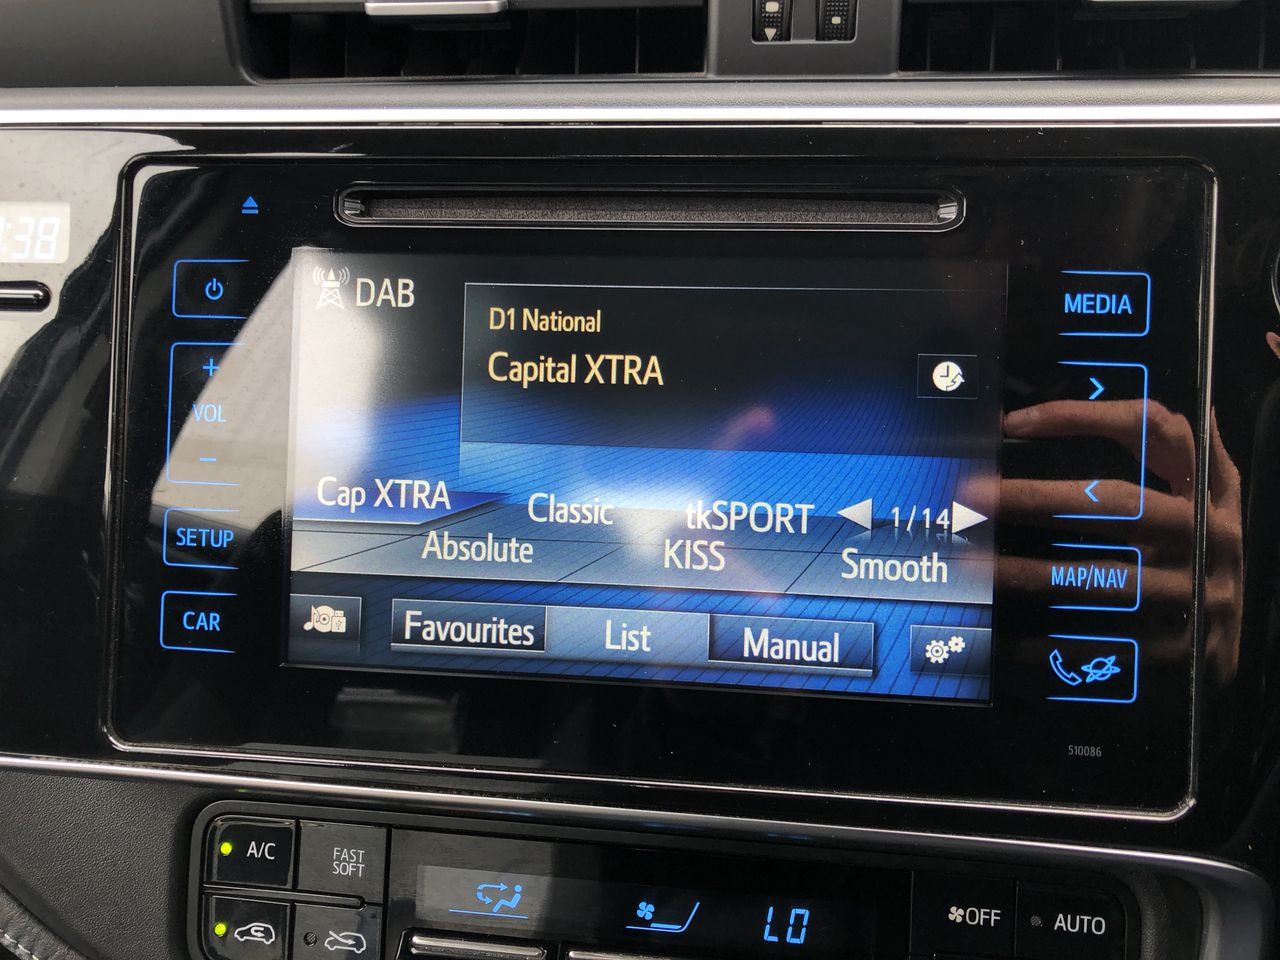 :38
DAB
D1 National
MEDIA
Capital XTRA
+
VOL
−
>
<
Cap XTRA Classic tkSPORT 1/14
Absolute KISS Smooth
SETUP
MAP/NAV
CAR
Favourites List Manual
510086
A/C FAST
SOFT
LO OFF AUTO